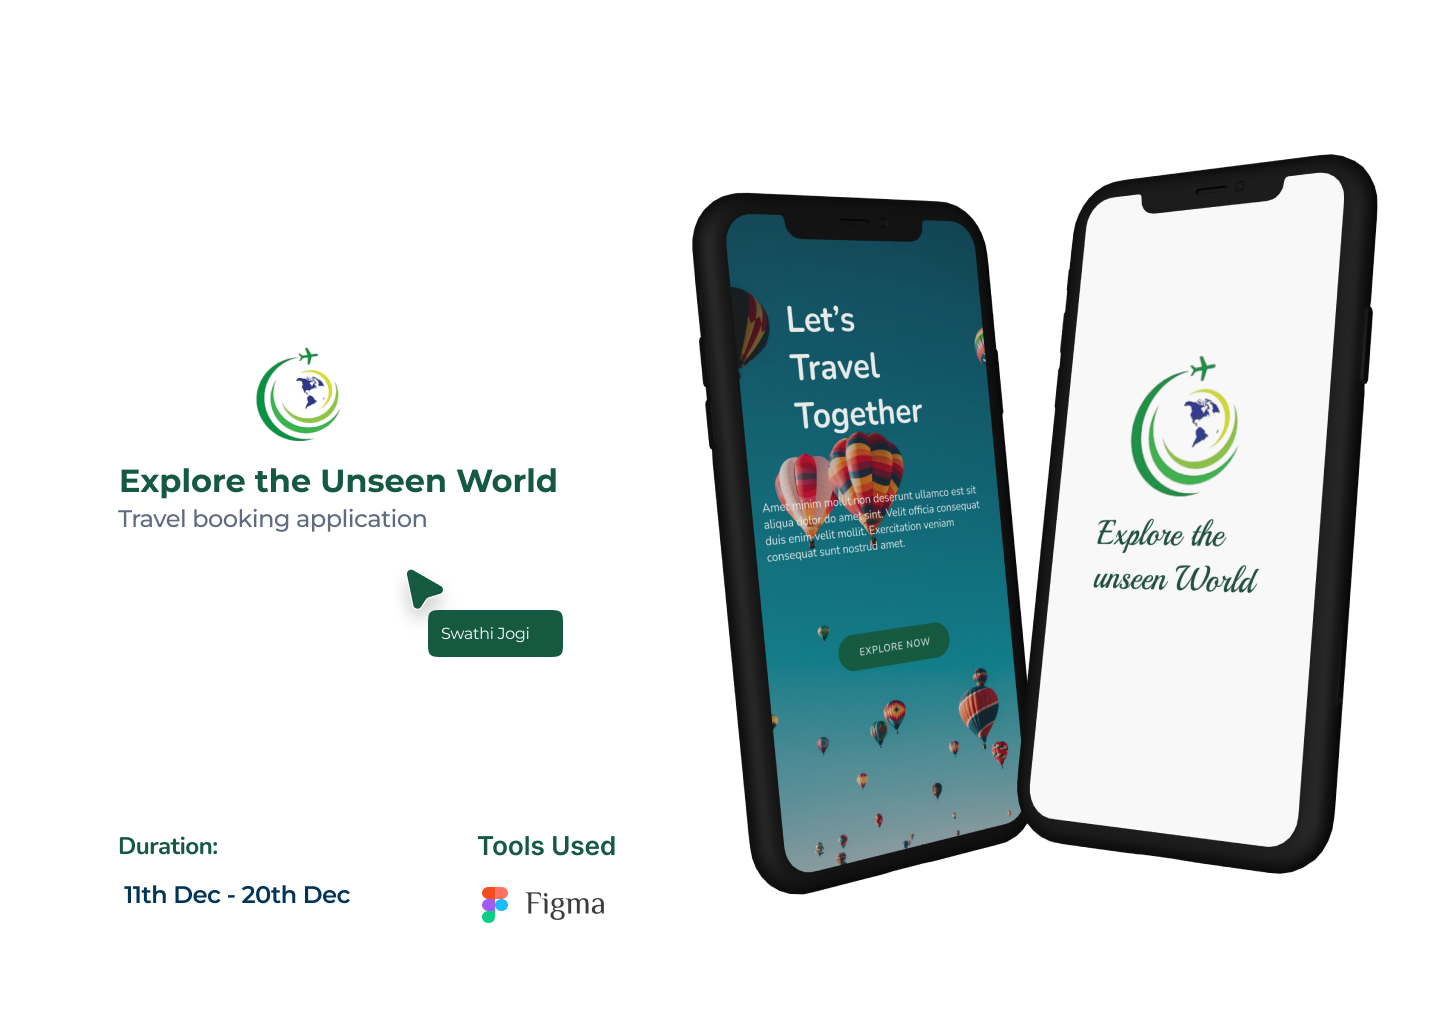 Explore the Unseen World
Travel booking application
Swathi Jogi
Duration:
11th Dec - 20th Dec
Tools Used
Figma
Let's
Travel
Together
Amet minim mollit non deserunt ullamco est sit
aliqua dolor do amet sint. Velit officia consequat
duis enim velit mollit. Exercitation veniam
consequat sunt nostrud amet.
EXPLORE NOW
Explore the
unseen World